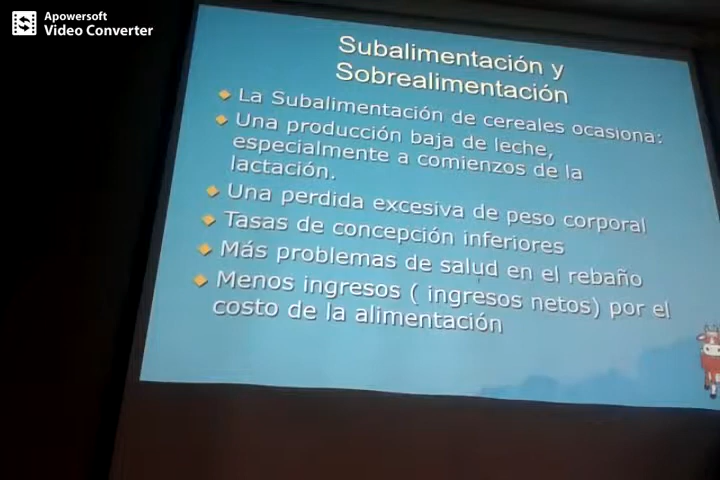 Apowersoft
Video Converter
Subalimentación y
Sobrealimentación
La Subalimentación de cereales ocasiona:
Una producción baja de leche,
especialmente a comienzos de la
lactación.
Una perdida excesiva de peso corporal
Tasas de concepción inferiores
Más problemas de salud en el rebaño
Menos ingresos ( ingresos netos) por el
costo de la alimentación